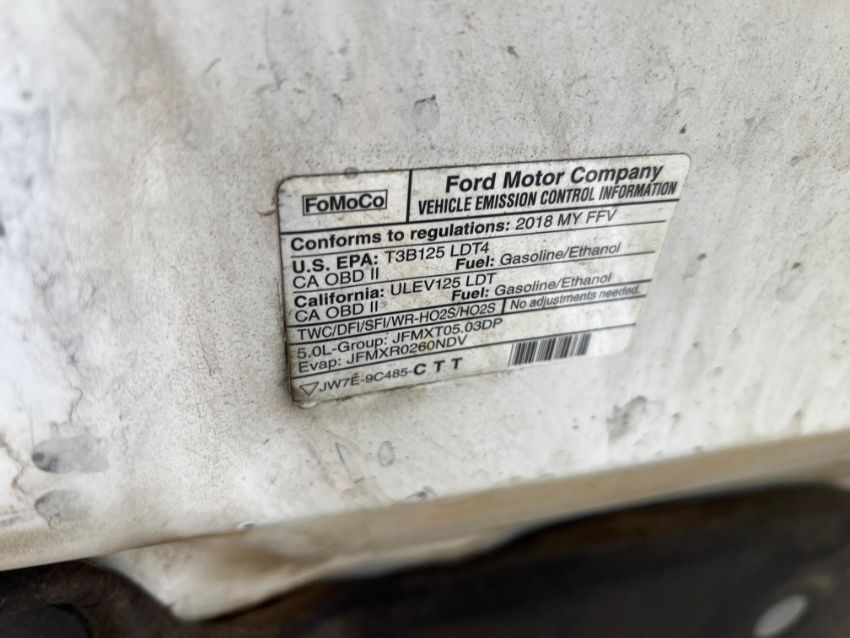 FoMoCo
Ford Motor Company
VEHICLE EMISSION CONTROL INFORMATION
Conforms to regulations: 2018 MY FFV
U.S. EPA: T3B125 LDT4
CA OBD II Fuel: Gasoline/Ethanol
California: ULEV125 LDT
CA OBD II Fuel: Gasoline/Ethanol
TWC/DFI/SFI/WR-HO2S/HO2S No adjustments needed.
5.0L-Group: JFMXT05.03DP
Evap: JFMXR0260NDV
JW7E-9C485-C T T